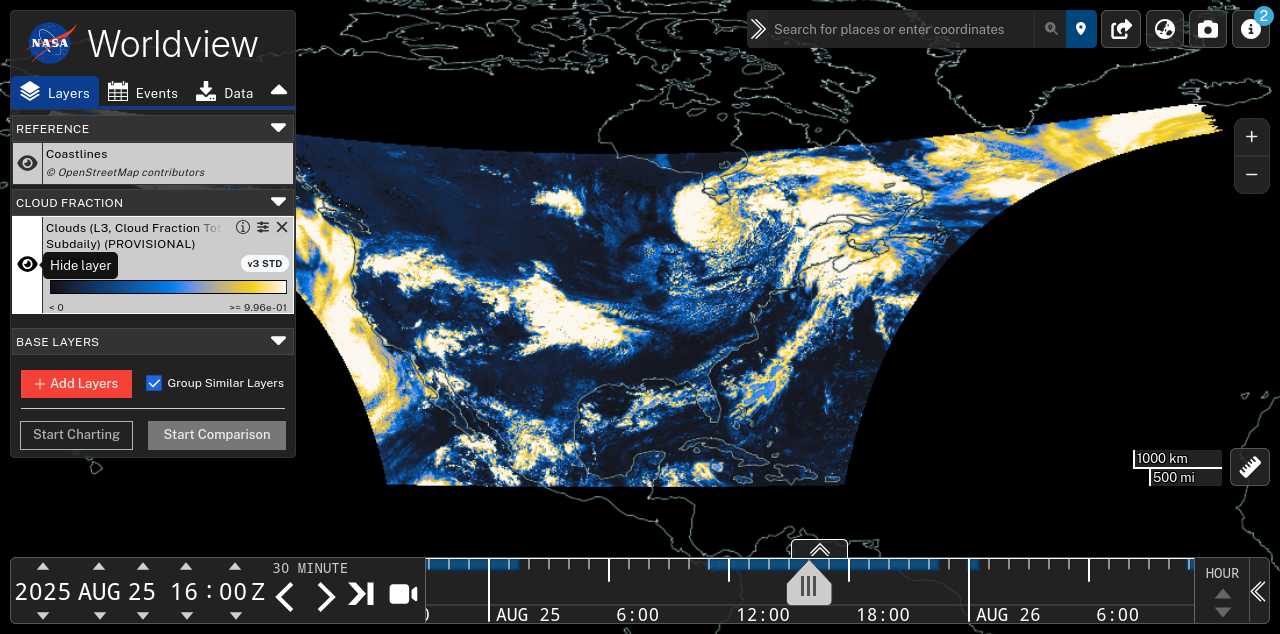 NASA
Worldview
Layers
Events
Data
REFERENCE
Coastlines
© OpenStreetMap contributors
CLOUD FRACTION
Clouds (L3, Cloud Fraction Tot
Subdaily) (PROVISIONAL)
Hide layer
v3 STD
< 0
>= 9.96e-01
BASE LAYERS
+ Add Layers
Group Similar Layers
Start Charting
Start Comparison
Search for places or enter coordinates
2
+
−
1000 km
500 mi
2025 AUG 25 16 : 00 Z
30 MINUTE
AUG 25
6:00
12:00
18:00
AUG 26
6:00
HOUR